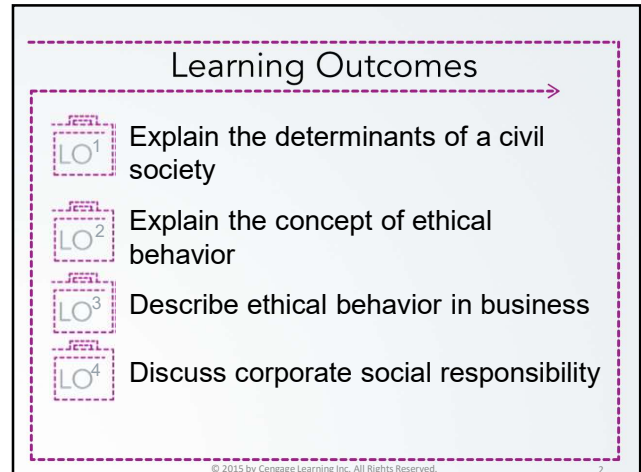 Learning Outcomes
LO1 Explain the determinants of a civil
society
LO2 Explain the concept of ethical
behavior
LO3 Describe ethical behavior in business
LO4 Discuss corporate social responsibility
© 2015 by Cengage Learning Inc. All Rights Reserved. 2